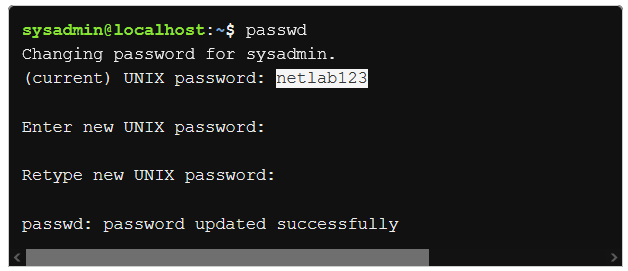 sysadmin@localhost:~$ passwd
Changing password for sysadmin.
(current) UNIX password: netlab123
Enter new UNIX password:
Retype new UNIX password:
passwd: password updated successfully